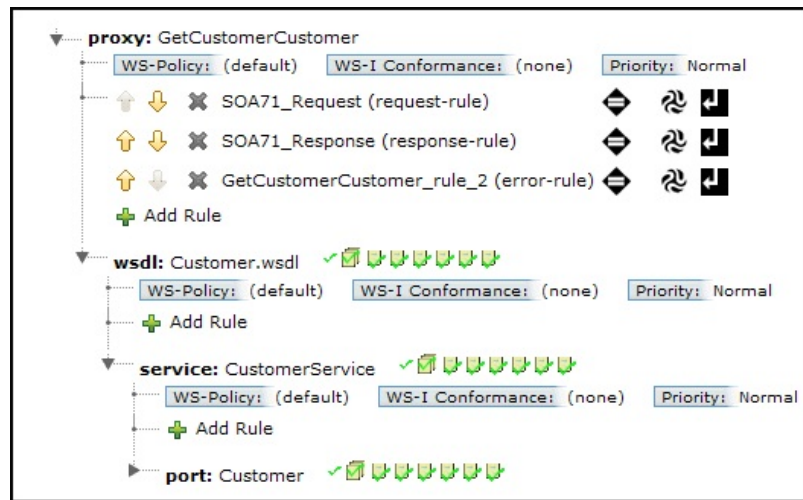 proxy: GetCustomerCustomer
WS-Policy: (default) WS-I Conformance: (none) Priority: Normal
SOA71_Request (request-rule)
SOA71_Response (response-rule)
GetCustomerCustomer_rule_2 (error-rule)
Add Rule
wsdl: Customer.wsdl
WS-Policy: (default) WS-I Conformance: (none) Priority: Normal
Add Rule
service: CustomerService
WS-Policy: (default) WS-I Conformance: (none) Priority: Normal
Add Rule
port: Customer